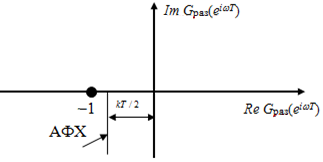 Im Gраз(e^{iωT})
kT / 2
–1
Re Gраз(e^{iωT})
АФХ